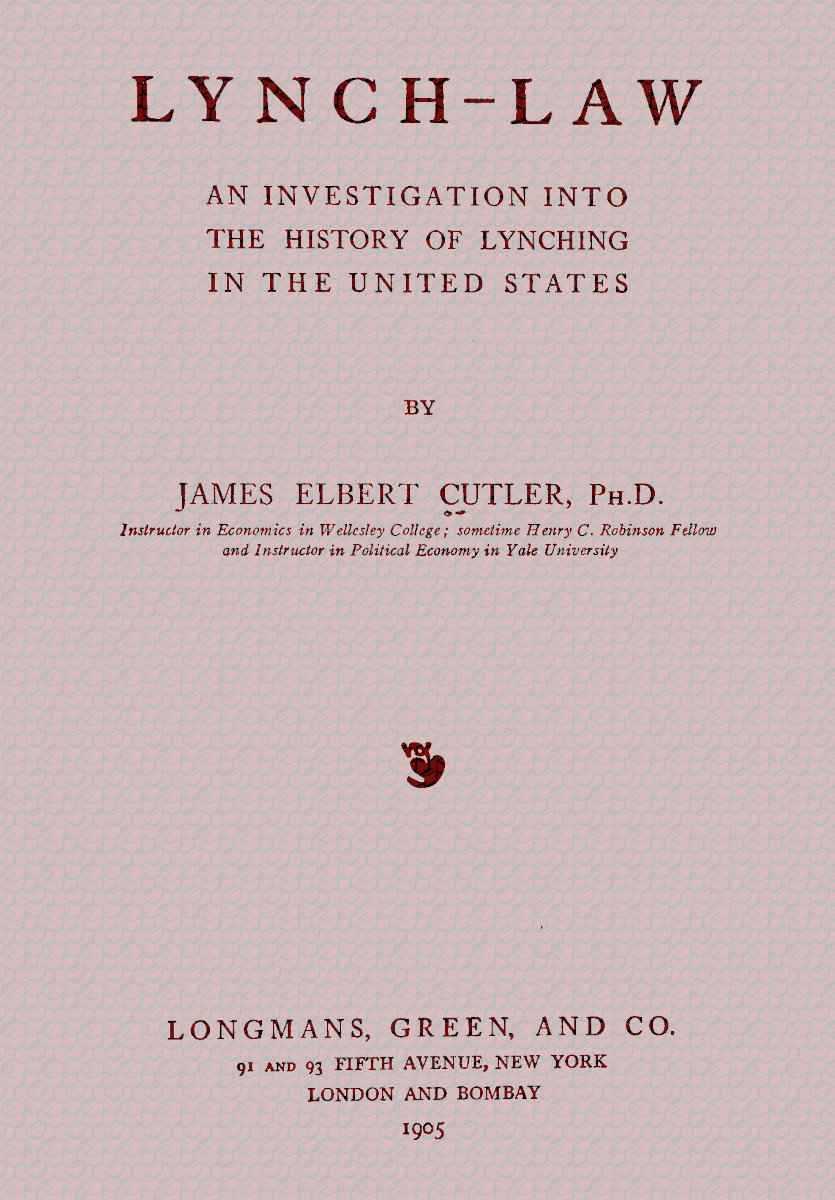 LYNCH-LAW
AN INVESTIGATION INTO
THE HISTORY OF LYNCHING
IN THE UNITED STATES
BY
JAMES ELBERT CUTLER, PH.D.
Instructor in Economics in Wellesley College; sometime Henry C. Robinson Fellow
and Instructor in Political Economy in Yale University
LONGMANS, GREEN, AND CO.
91 AND 93 FIFTH AVENUE, NEW YORK
LONDON AND BOMBAY
1905